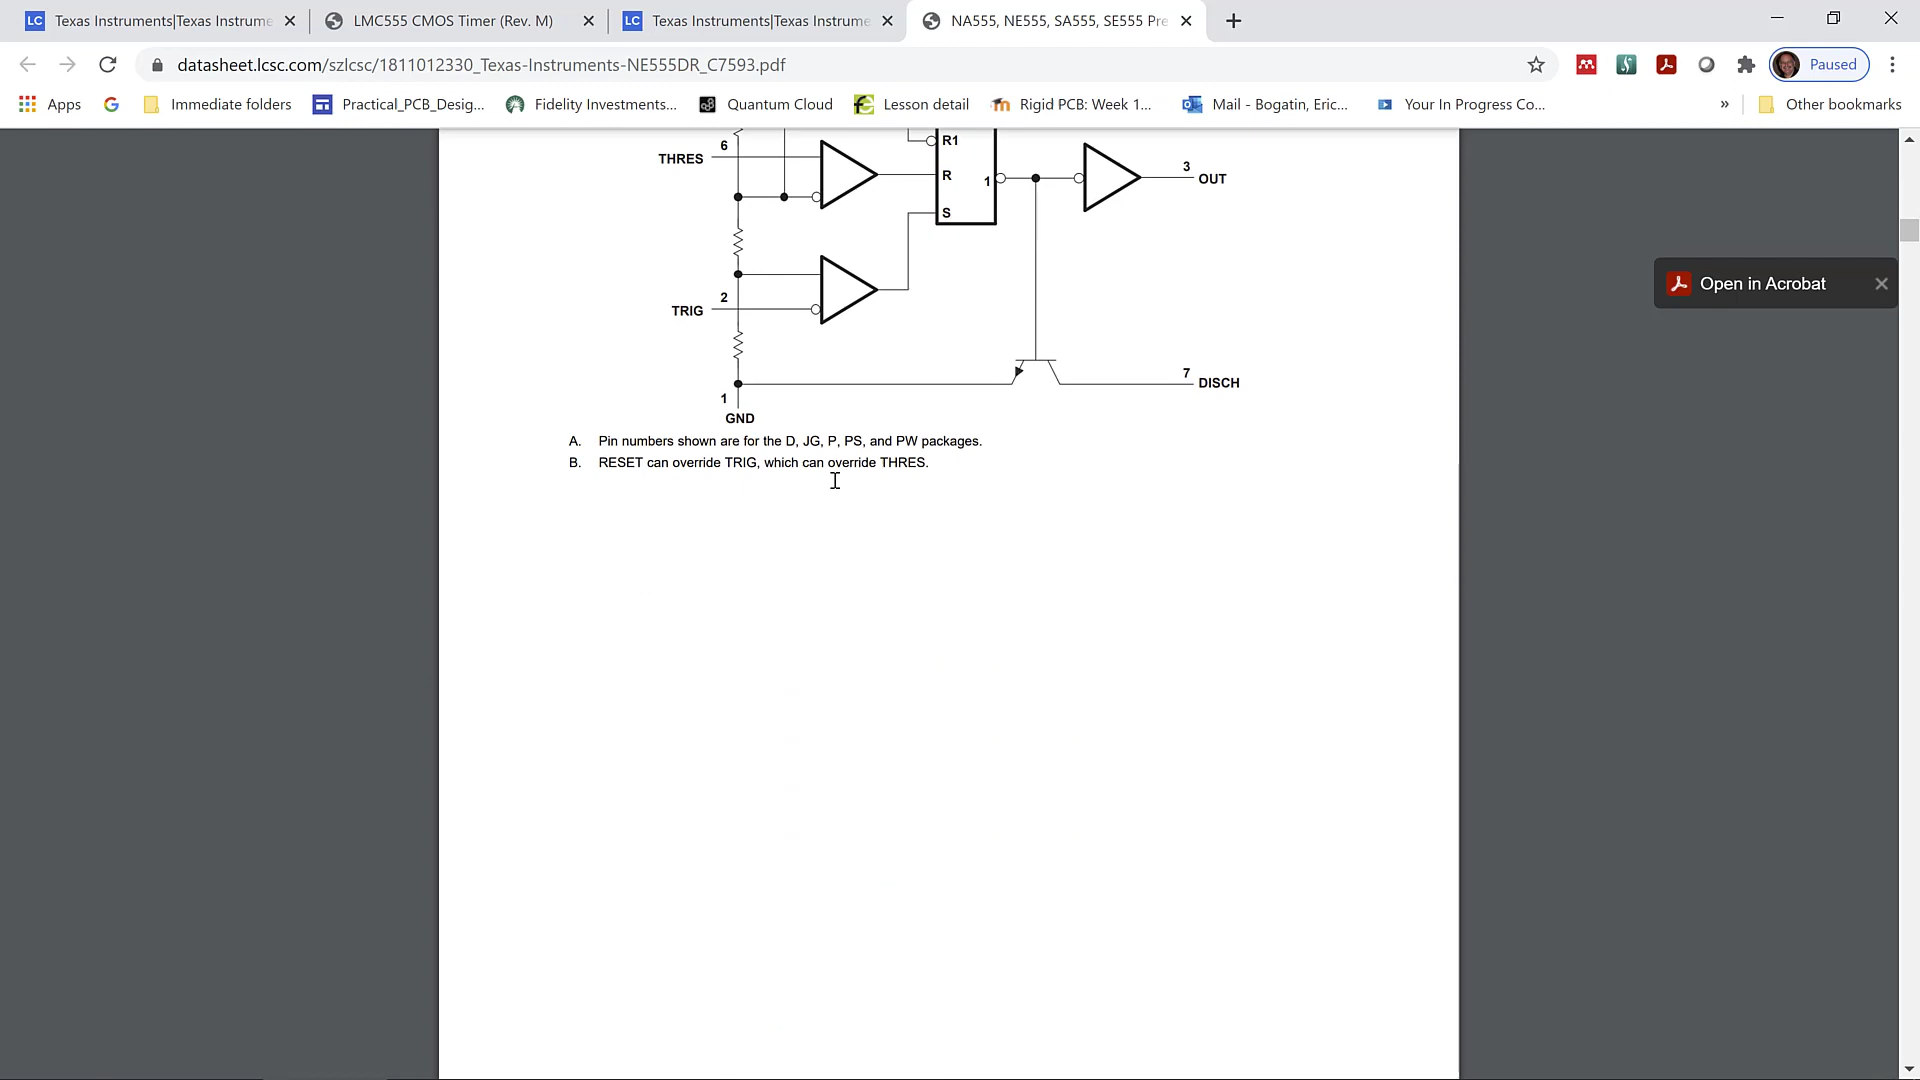 LC Texas Instruments|Texas Instrume
LMC555 CMOS Timer (Rev. M)
LC Texas Instruments|Texas Instrume
NA555, NE555, SA555, SE555 Pre
datasheet.lcsc.com/szlcsc/1811012330_Texas-Instruments-NE555DR_C7593.pdf
Paused
Apps
Immediate folders
Practical_PCB_Desig...
Fidelity Investments...
Quantum Cloud
Lesson detail
Rigid PCB: Week 1...
Mail - Bogatin, Eric...
Your In Progress Co...
»
Other bookmarks
R1
6
THRES
R
1
3
OUT
S
Open in Acrobat
2
TRIG
7
DISCH
1
GND
A. Pin numbers shown are for the D, JG, P, PS, and PW packages.
B. RESET can override TRIG, which can override THRES.